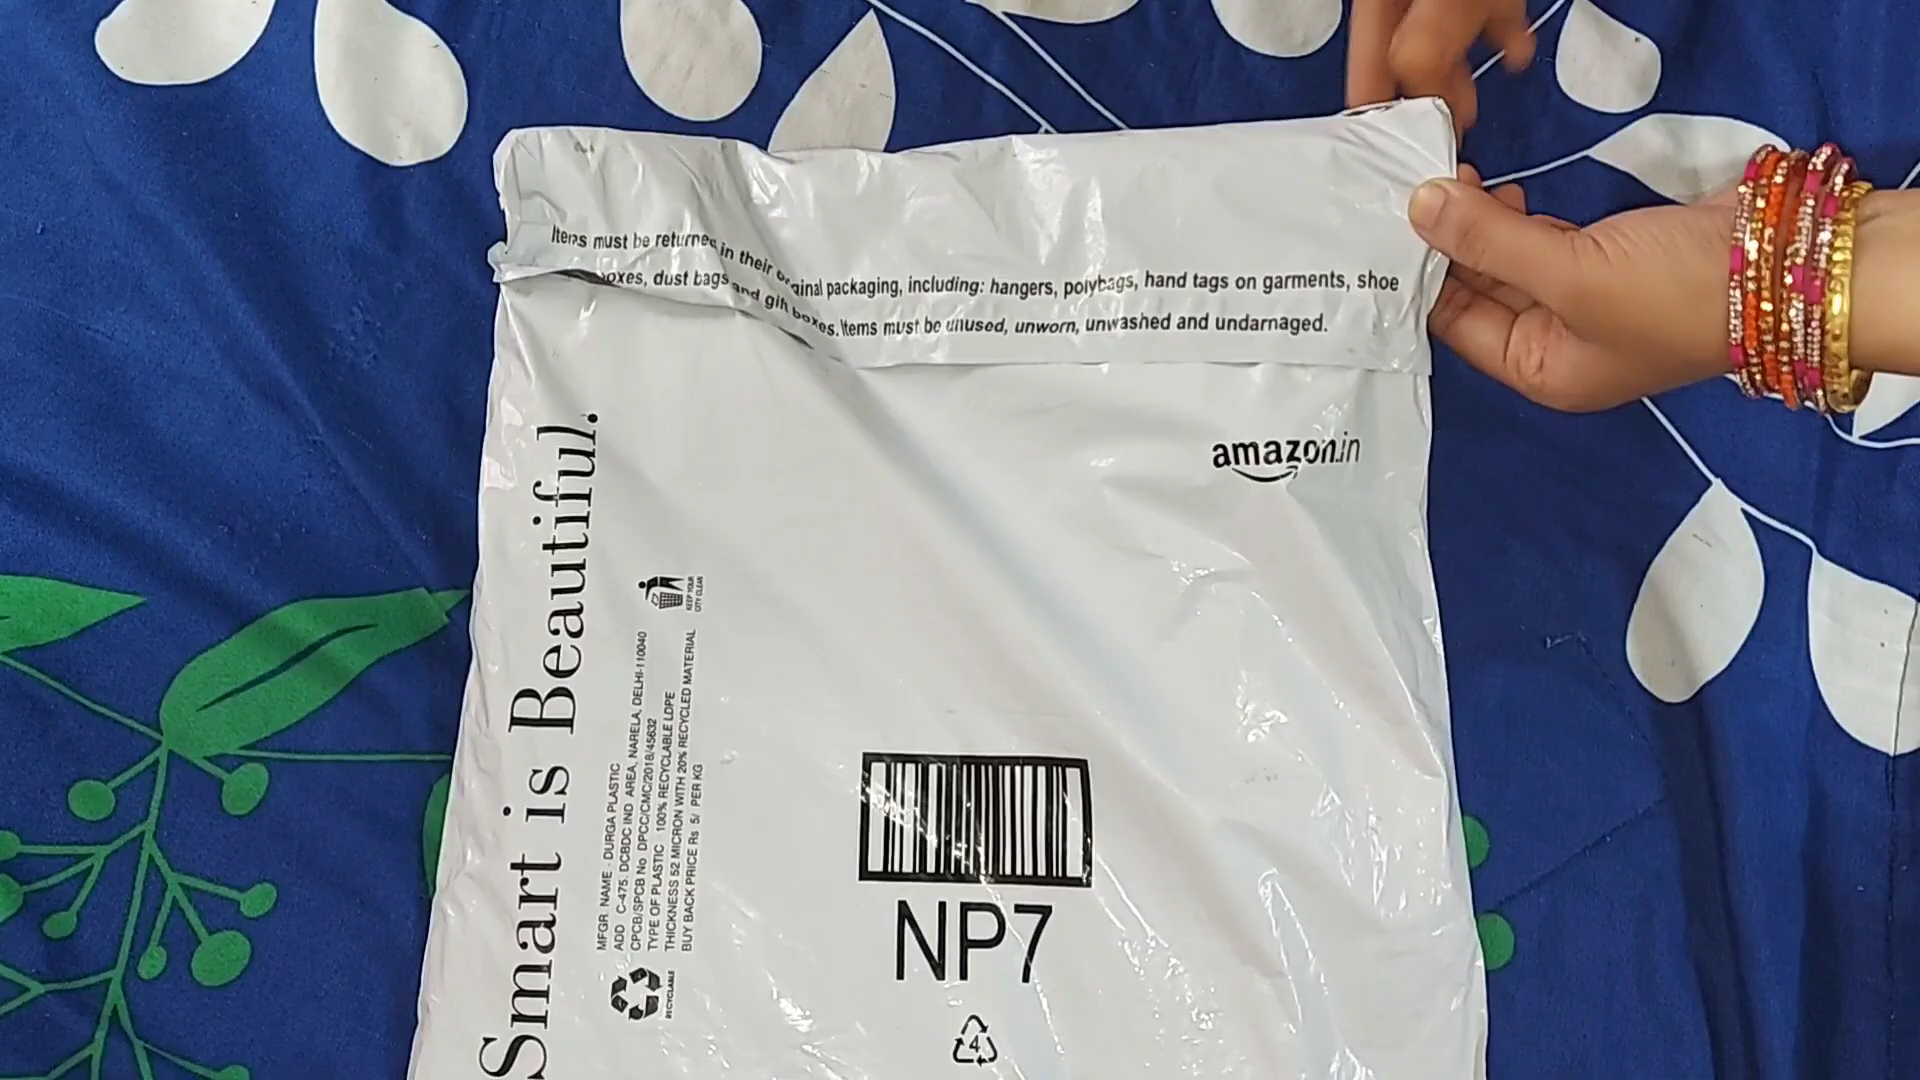 Items must be returned in their original packaging, including: hangers, polybags, hand tags on garments, shoe
boxes, dust bags and gift boxes. Items must be unused, unworn, unwashed and undamaged.
amazon.in
Smart is Beautiful.
KEEP YOUR
CITY CLEAN
MFGR NAME - DURGA PLASTIC
ADD C-475, DCBDC IND AREA, NARELA, DELHI-110040
CPCB/SPCB No DPCC/CMC/2018/45632
TYPE OF PLASTIC 100% RECYCLABLE LDPE
THICKNESS 52 MICRON WITH 20% RECYCLED MATERIAL
BUY BACK PRICE Rs 5/ PER KG
RECYCLABLE
NP7
4